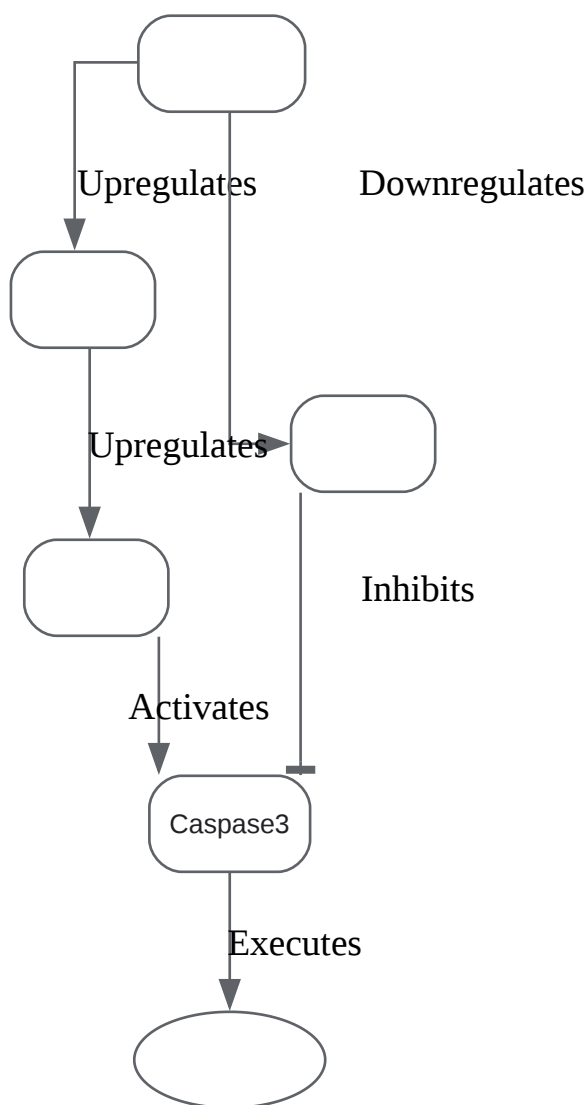 Upregulates
Downregulates
Upregulates
Inhibits
Activates
Caspase3
Executes